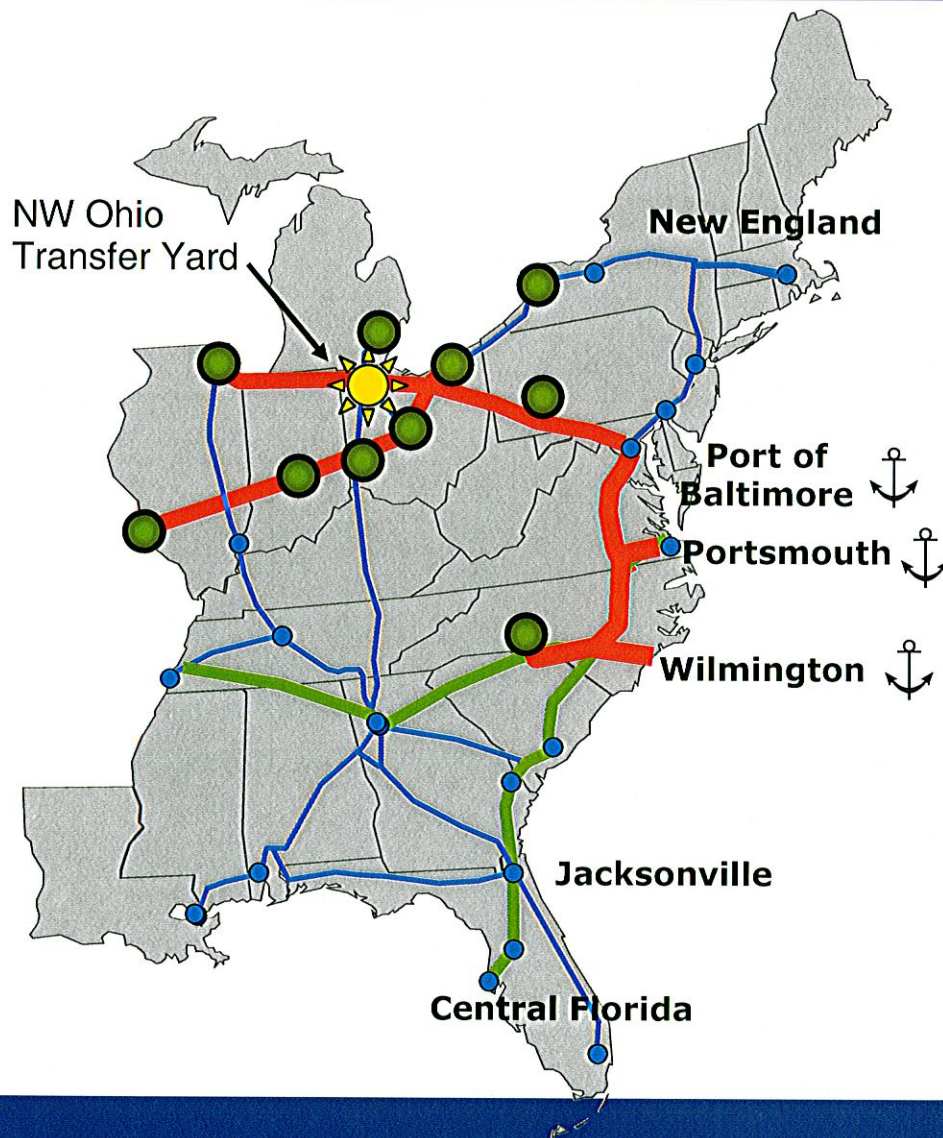 New England
NW Ohio
Transfer Yard
Port of
Baltimore
Portsmouth
Wilmington
Jacksonville
Central Florida